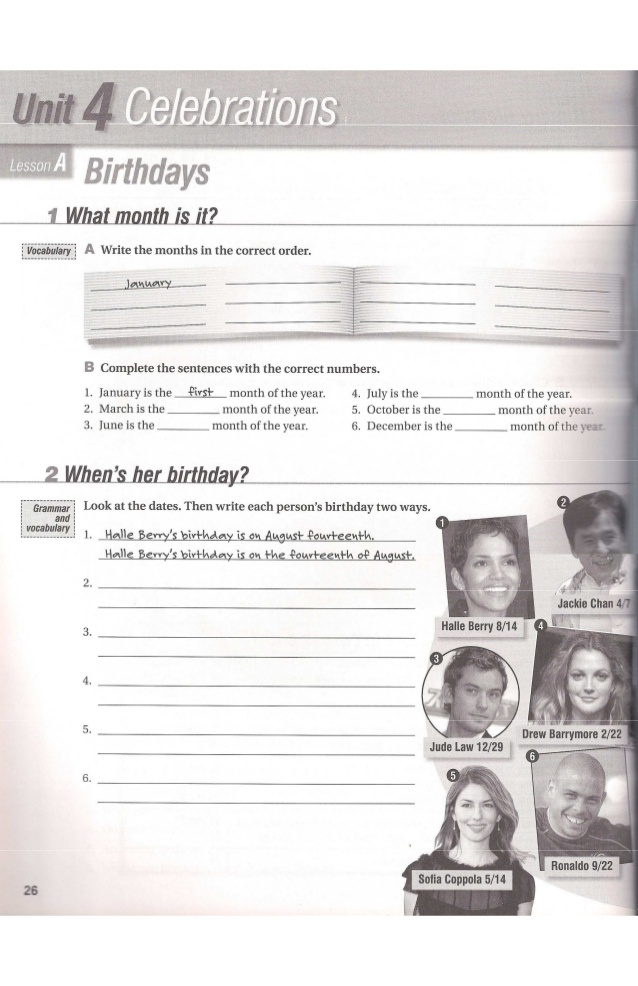 Unit 4 Celebrations
Lesson A Birthdays
1 What month is it?
Vocabulary
A Write the months in the correct order.
January
B Complete the sentences with the correct numbers.
1. January is the first month of the year.
2. March is the ________ month of the year.
3. June is the ________ month of the year.
4. July is the ________ month of the year.
5. October is the ________ month of the year.
6. December is the ________ month of the year.
2 When's her birthday?
Grammar
and
vocabulary
Look at the dates. Then write each person's birthday two ways.
1. Halle Berry's birthday is on August fourteenth.
Halle Berry's birthday is on the fourteenth of August.
2.
3.
4.
5.
6.
1
Halle Berry 8/14
2
Jackie Chan 4/7
3
Jude Law 12/29
4
Drew Barrymore 2/22
5
Sofia Coppola 5/14
6
Ronaldo 9/22
26